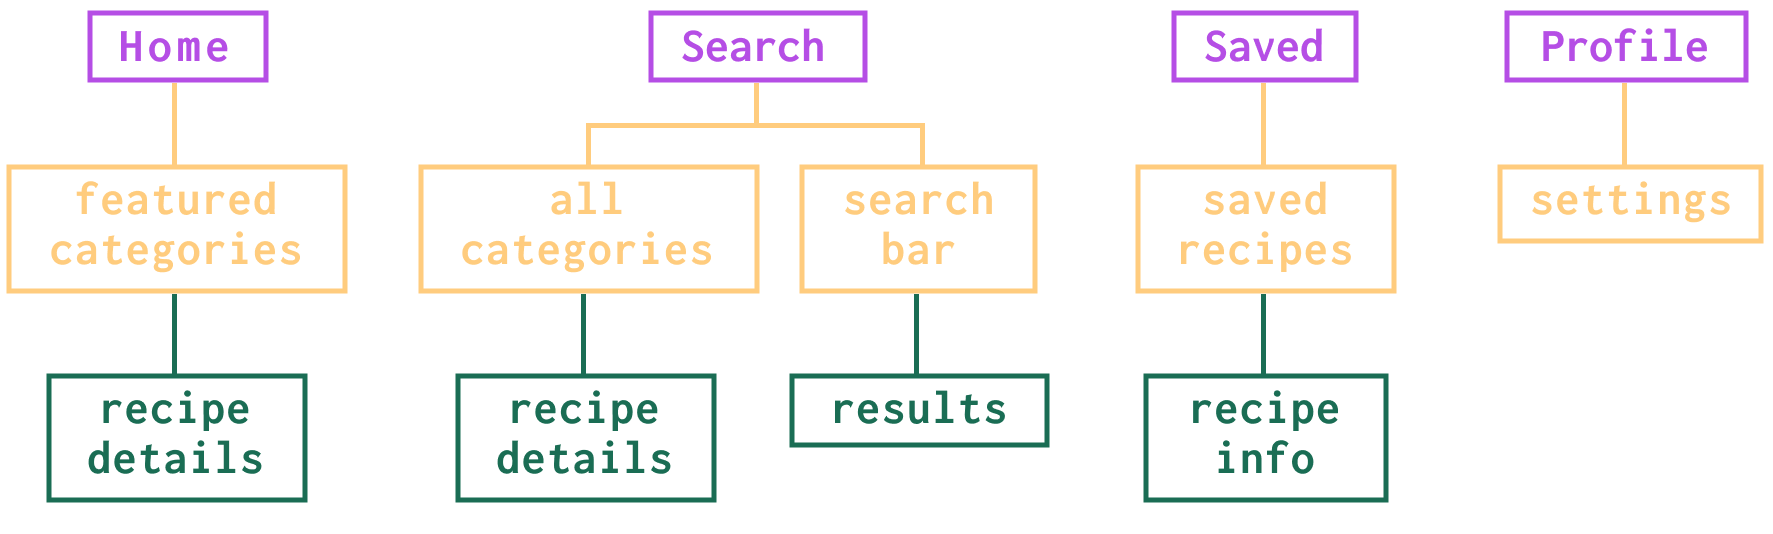 Home
Search
Saved
Profile
featured
categories
all
categories
search
bar
saved
recipes
settings
recipe
details
recipe
details
results
recipe
info